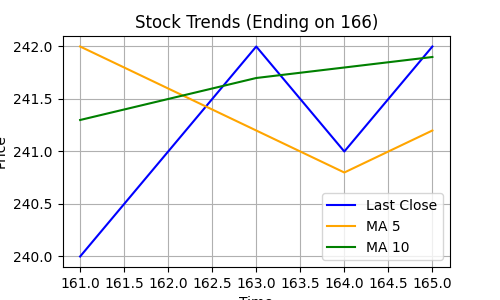 Stock Trends (Ending on 166)
242.0
241.5
241.0
240.5
240.0
Price
Last Close
MA 5
MA 10
161.0 161.5 162.0 162.5 163.0 163.5 164.0 164.5 165.0
Time